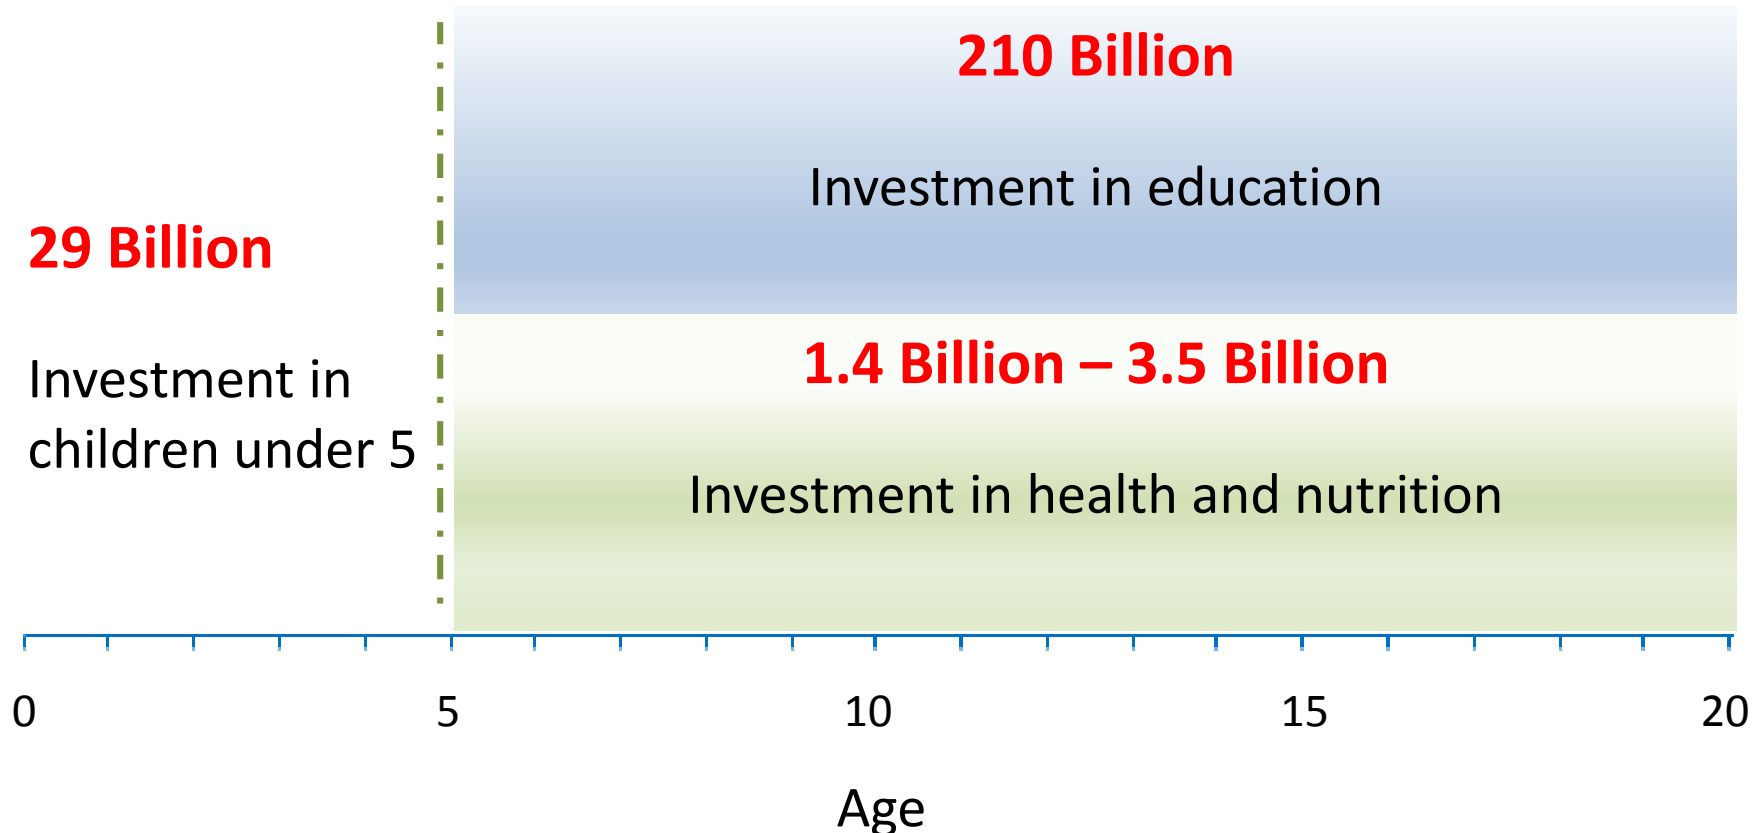 210 Billion
Investment in education
29 Billion
Investment in
children under 5
1.4 Billion – 3.5 Billion
Investment in health and nutrition
0 5 10 15 20
Age